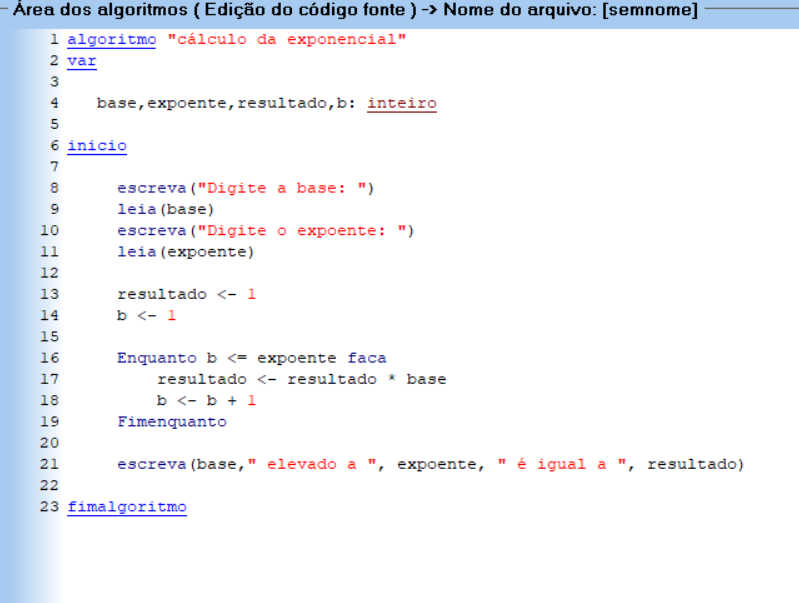 Área dos algoritmos ( Edição do código fonte ) -> Nome do arquivo: [semnome]
1 algoritmo "cálculo da exponencial"
2 var
3
4 base,expoente,resultado,b: inteiro
5
6 inicio
7
8 escreva("Digite a base: ")
9 leia(base)
10 escreva("Digite o expoente: ")
11 leia(expoente)
12
13 resultado <- 1
14 b <- 1
15
16 Enquanto b <= expoente faca
17 resultado <- resultado * base
18 b <- b + 1
19 Fimenquanto
20
21 escreva(base," elevado a ", expoente, " é igual a ", resultado)
22
23 fimalgoritmo